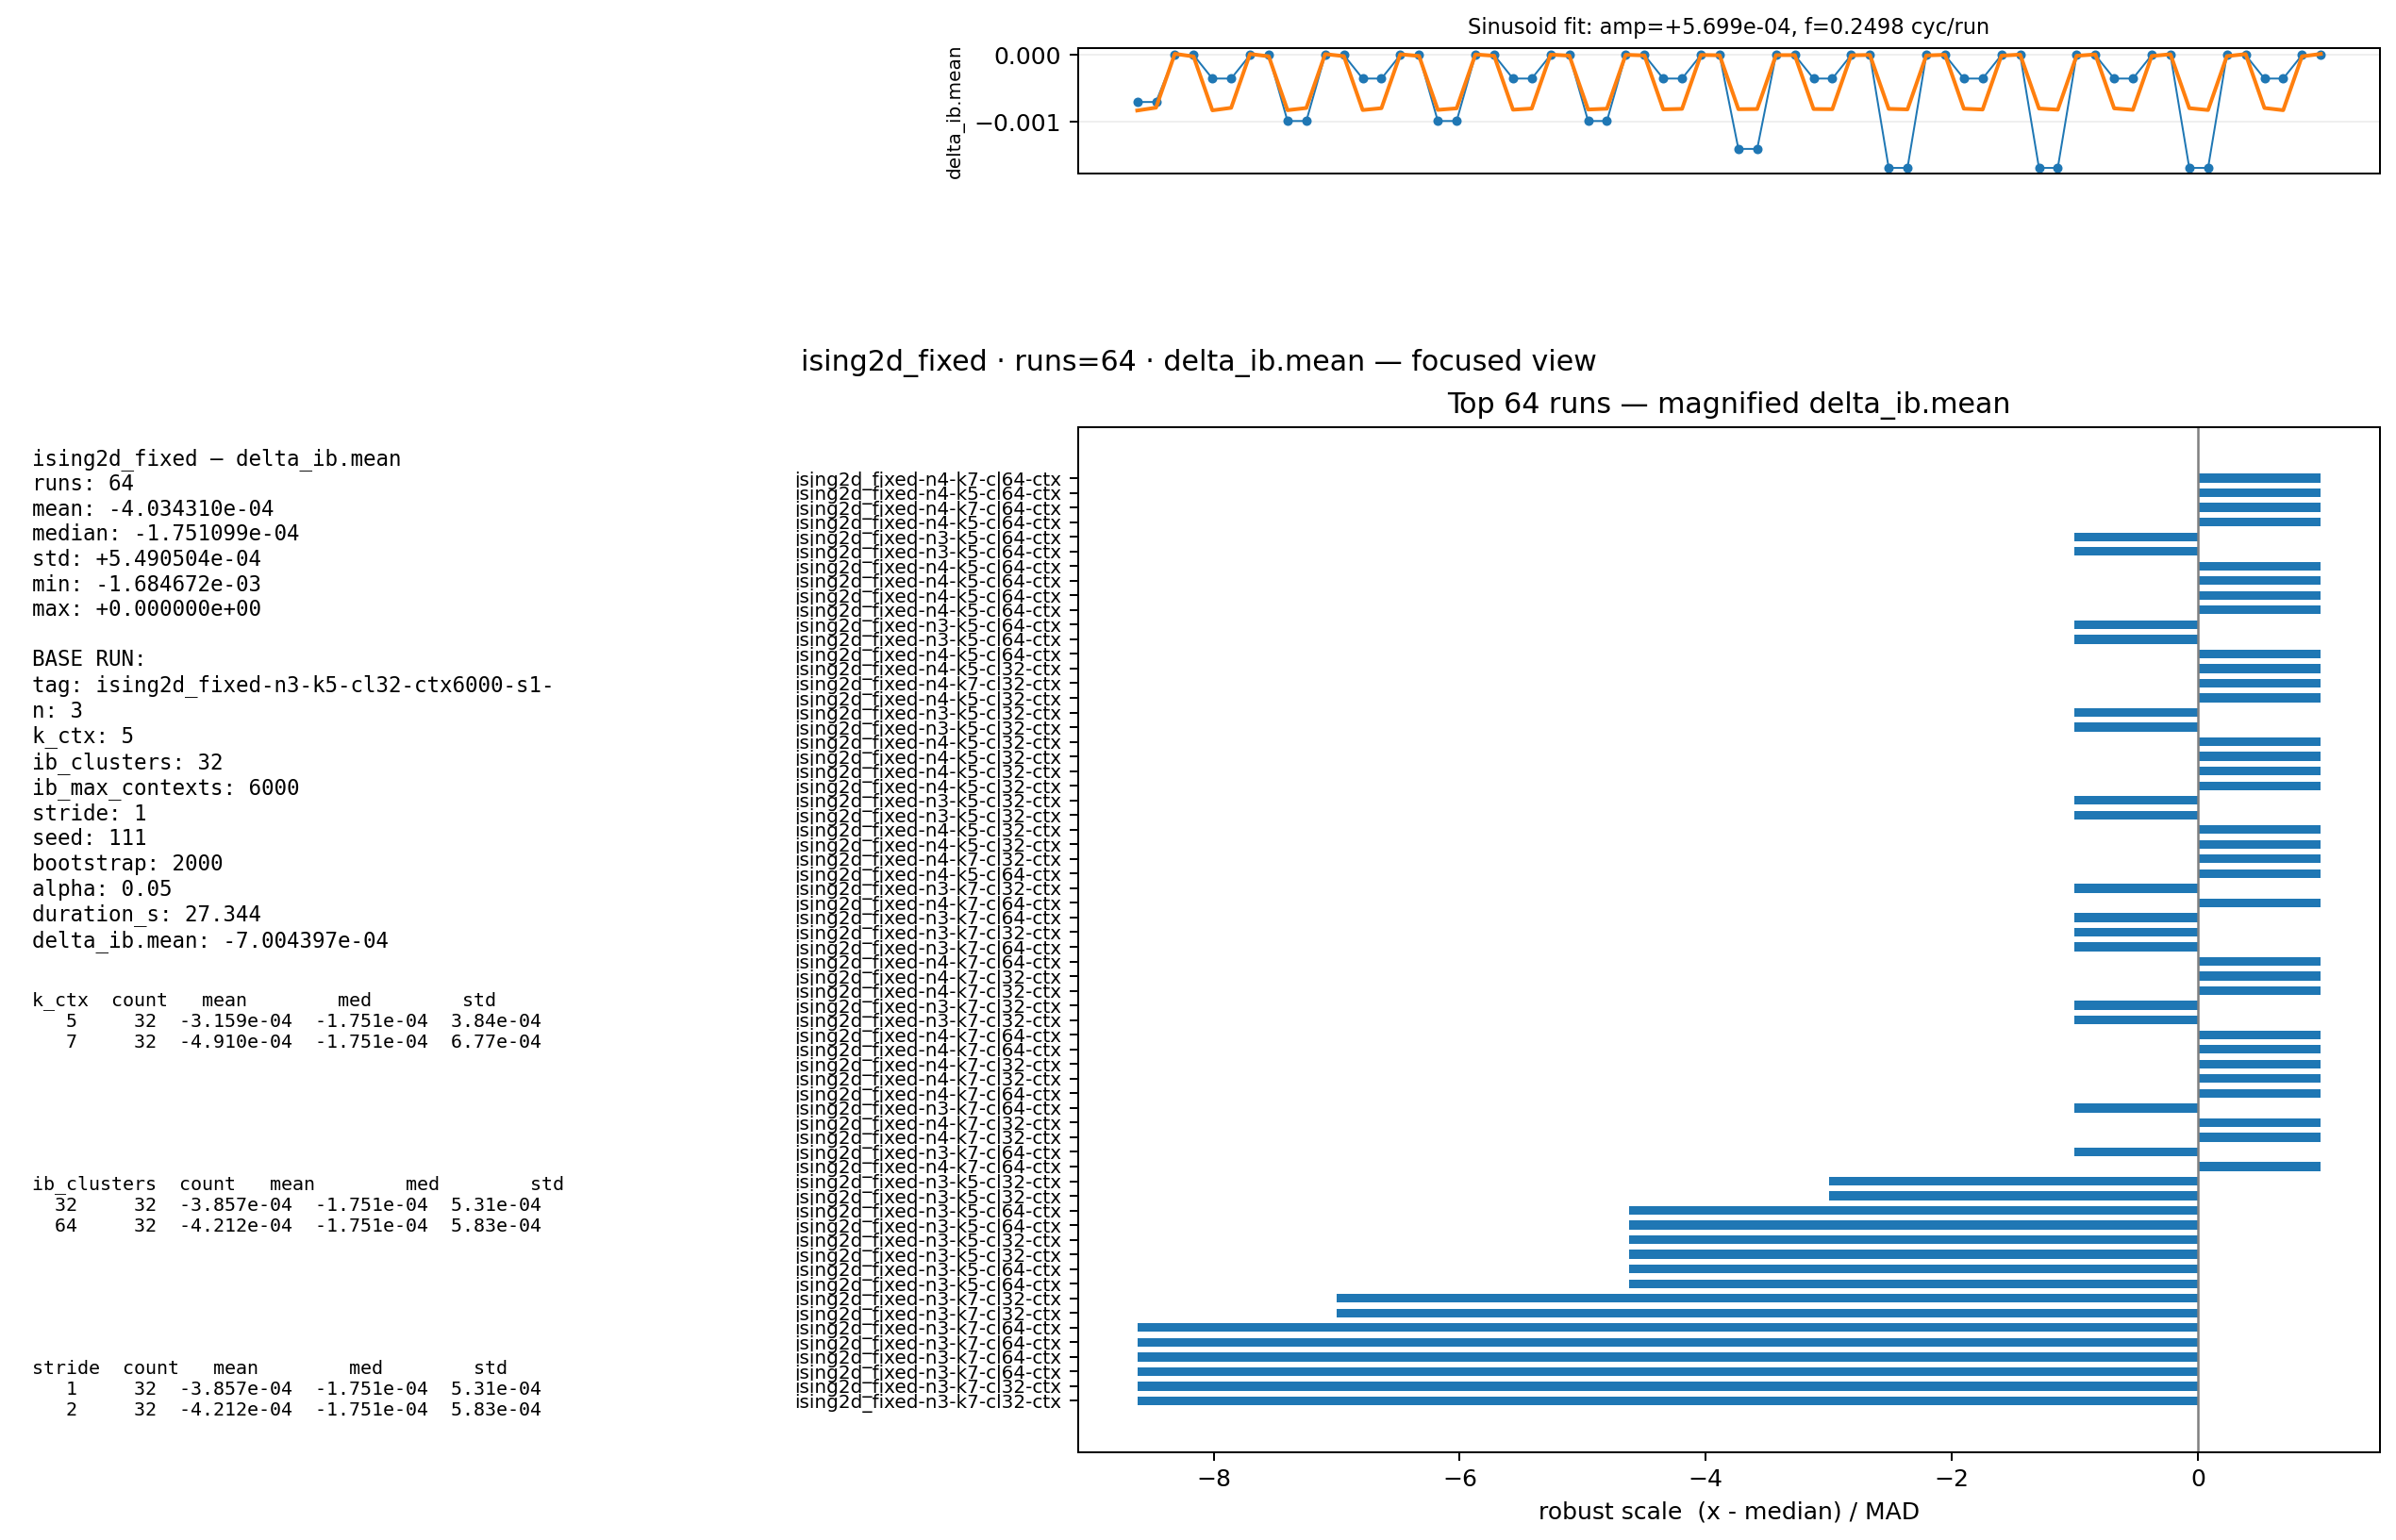 Sinusoid fit: amp=+5.699e-04, f=0.2498 cyc/run
delta_ib.mean
0.000
−0.001
ising2d_fixed · runs=64 · delta_ib.mean — focused view
Top 64 runs — magnified delta_ib.mean
ising2d_fixed — delta_ib.mean
runs: 64
mean: -4.034310e-04
median: -1.751099e-04
std: +5.490504e-04
min: -1.684672e-03
max: +0.000000e+00
BASE RUN:
tag: ising2d_fixed-n3-k5-cl32-ctx6000-s1-
n: 3
k_ctx: 5
ib_clusters: 32
ib_max_contexts: 6000
stride: 1
seed: 111
bootstrap: 2000
alpha: 0.05
duration_s: 27.344
delta_ib.mean: -7.004397e-04
k_ctx count mean med std
5 32 -3.159e-04 -1.751e-04 3.84e-04
7 32 -4.910e-04 -1.751e-04 6.77e-04
ib_clusters count mean med std
32 32 -3.857e-04 -1.751e-04 5.31e-04
64 32 -4.212e-04 -1.751e-04 5.83e-04
stride count mean med std
1 32 -3.857e-04 -1.751e-04 5.31e-04
2 32 -4.212e-04 -1.751e-04 5.83e-04
ising2d_fixed-n4-k7-cl64-ctx
ising2d_fixed-n4-k5-cl64-ctx
ising2d_fixed-n4-k7-cl64-ctx
ising2d_fixed-n4-k5-cl64-ctx
ising2d_fixed-n3-k5-cl64-ctx
ising2d_fixed-n3-k5-cl64-ctx
ising2d_fixed-n4-k5-cl64-ctx
ising2d_fixed-n4-k5-cl64-ctx
ising2d_fixed-n4-k5-cl64-ctx
ising2d_fixed-n4-k5-cl64-ctx
ising2d_fixed-n3-k5-cl64-ctx
ising2d_fixed-n3-k5-cl64-ctx
ising2d_fixed-n4-k5-cl64-ctx
ising2d_fixed-n4-k5-cl32-ctx
ising2d_fixed-n4-k7-cl32-ctx
ising2d_fixed-n4-k5-cl32-ctx
ising2d_fixed-n3-k5-cl32-ctx
ising2d_fixed-n3-k5-cl32-ctx
ising2d_fixed-n4-k5-cl32-ctx
ising2d_fixed-n4-k5-cl32-ctx
ising2d_fixed-n4-k5-cl32-ctx
ising2d_fixed-n4-k5-cl32-ctx
ising2d_fixed-n3-k5-cl32-ctx
ising2d_fixed-n3-k5-cl32-ctx
ising2d_fixed-n4-k5-cl32-ctx
ising2d_fixed-n4-k5-cl32-ctx
ising2d_fixed-n4-k7-cl32-ctx
ising2d_fixed-n4-k5-cl64-ctx
ising2d_fixed-n3-k7-cl32-ctx
ising2d_fixed-n4-k7-cl64-ctx
ising2d_fixed-n3-k7-cl64-ctx
ising2d_fixed-n3-k7-cl32-ctx
ising2d_fixed-n3-k7-cl64-ctx
ising2d_fixed-n4-k7-cl64-ctx
ising2d_fixed-n4-k7-cl32-ctx
ising2d_fixed-n4-k7-cl32-ctx
ising2d_fixed-n3-k7-cl32-ctx
ising2d_fixed-n3-k7-cl32-ctx
ising2d_fixed-n4-k7-cl64-ctx
ising2d_fixed-n4-k7-cl64-ctx
ising2d_fixed-n4-k7-cl32-ctx
ising2d_fixed-n4-k7-cl32-ctx
ising2d_fixed-n4-k7-cl64-ctx
ising2d_fixed-n3-k7-cl64-ctx
ising2d_fixed-n4-k7-cl32-ctx
ising2d_fixed-n4-k7-cl32-ctx
ising2d_fixed-n3-k7-cl64-ctx
ising2d_fixed-n4-k7-cl64-ctx
ising2d_fixed-n3-k5-cl32-ctx
ising2d_fixed-n3-k5-cl32-ctx
ising2d_fixed-n3-k5-cl64-ctx
ising2d_fixed-n3-k5-cl64-ctx
ising2d_fixed-n3-k5-cl32-ctx
ising2d_fixed-n3-k5-cl32-ctx
ising2d_fixed-n3-k5-cl64-ctx
ising2d_fixed-n3-k5-cl64-ctx
ising2d_fixed-n3-k7-cl32-ctx
ising2d_fixed-n3-k7-cl32-ctx
ising2d_fixed-n3-k7-cl64-ctx
ising2d_fixed-n3-k7-cl64-ctx
ising2d_fixed-n3-k7-cl64-ctx
ising2d_fixed-n3-k7-cl64-ctx
ising2d_fixed-n3-k7-cl32-ctx
ising2d_fixed-n3-k7-cl32-ctx
−8 −6 −4 −2 0
robust scale (x - median) / MAD